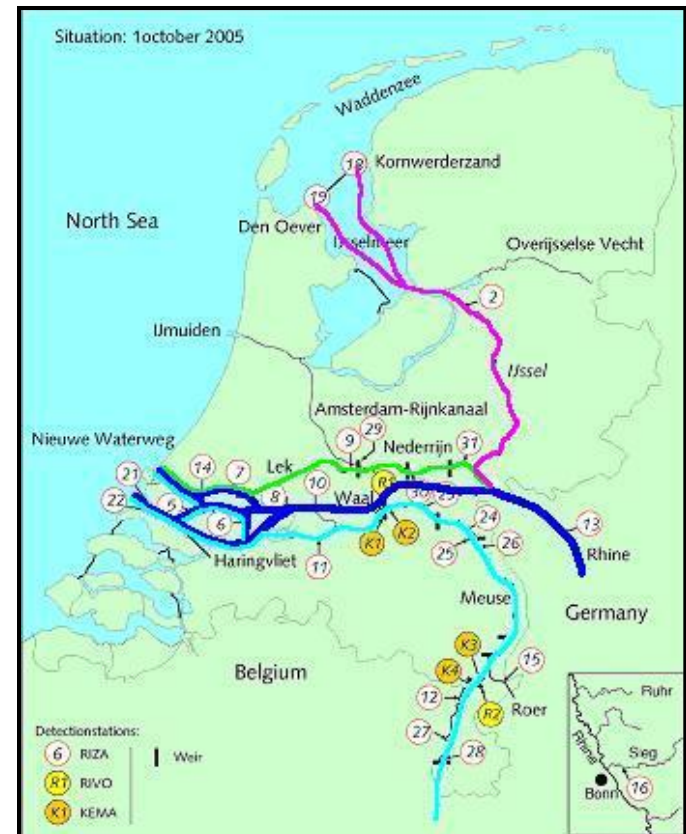 Situation: 1october 2005
Waddenzee
18
Kornwerderzand
19
North Sea
Den Oever
IJsselmeer
Overijsselse Vecht
2
IJmuiden
IJssel
Amsterdam-Rijnkanaal
Nieuwe Waterweg
9
29
Nederrijn
31
Lek
21
14
7
8
10
Waal
R1
30
22
5
6
K1
K2
24
13
25
26
Rhine
Haringvliet
11
Meuse
Germany
K3
15
Belgium
K4
12
R2
Roer
Ruhr
Rhine
Sieg
Detectionstations:
27
6 RIZA
Weir
28
16
Bonn
R1 RIVO
K1 KEMA